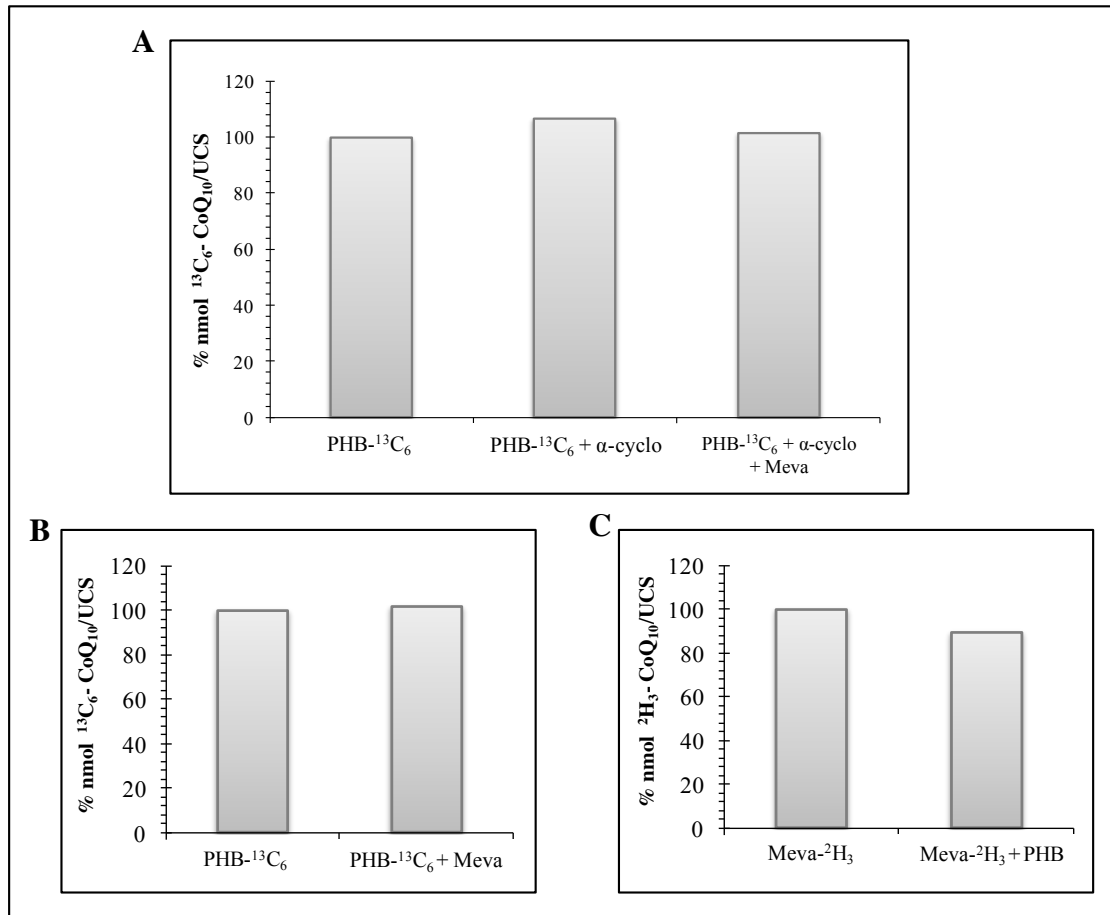 A
% nmol ¹³C₆- CoQ₁₀/UCS
120
100
80
60
40
20
0
PHB-¹³C₆
PHB-¹³C₆ + α-cyclo
PHB-¹³C₆ + α-cyclo
+ Meva
B
% nmol ¹³C₆- CoQ₁₀/UCS
120
100
80
60
40
20
0
PHB-¹³C₆
PHB-¹³C₆ + Meva
C
% nmol ²H₃- CoQ₁₀/UCS
120
100
80
60
40
20
0
Meva-²H₃
Meva-²H₃ + PHB